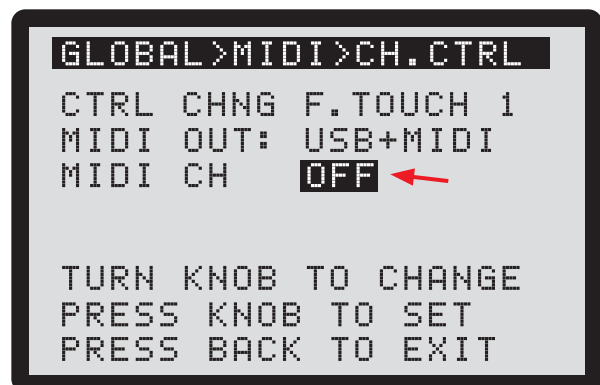 GLOBAL>MIDI>CH.CTRL
CTRL CHNG F.TOUCH 1
MIDI OUT: USB+MIDI
MIDI CH OFF
TURN KNOB TO CHANGE
PRESS KNOB TO SET
PRESS BACK TO EXIT